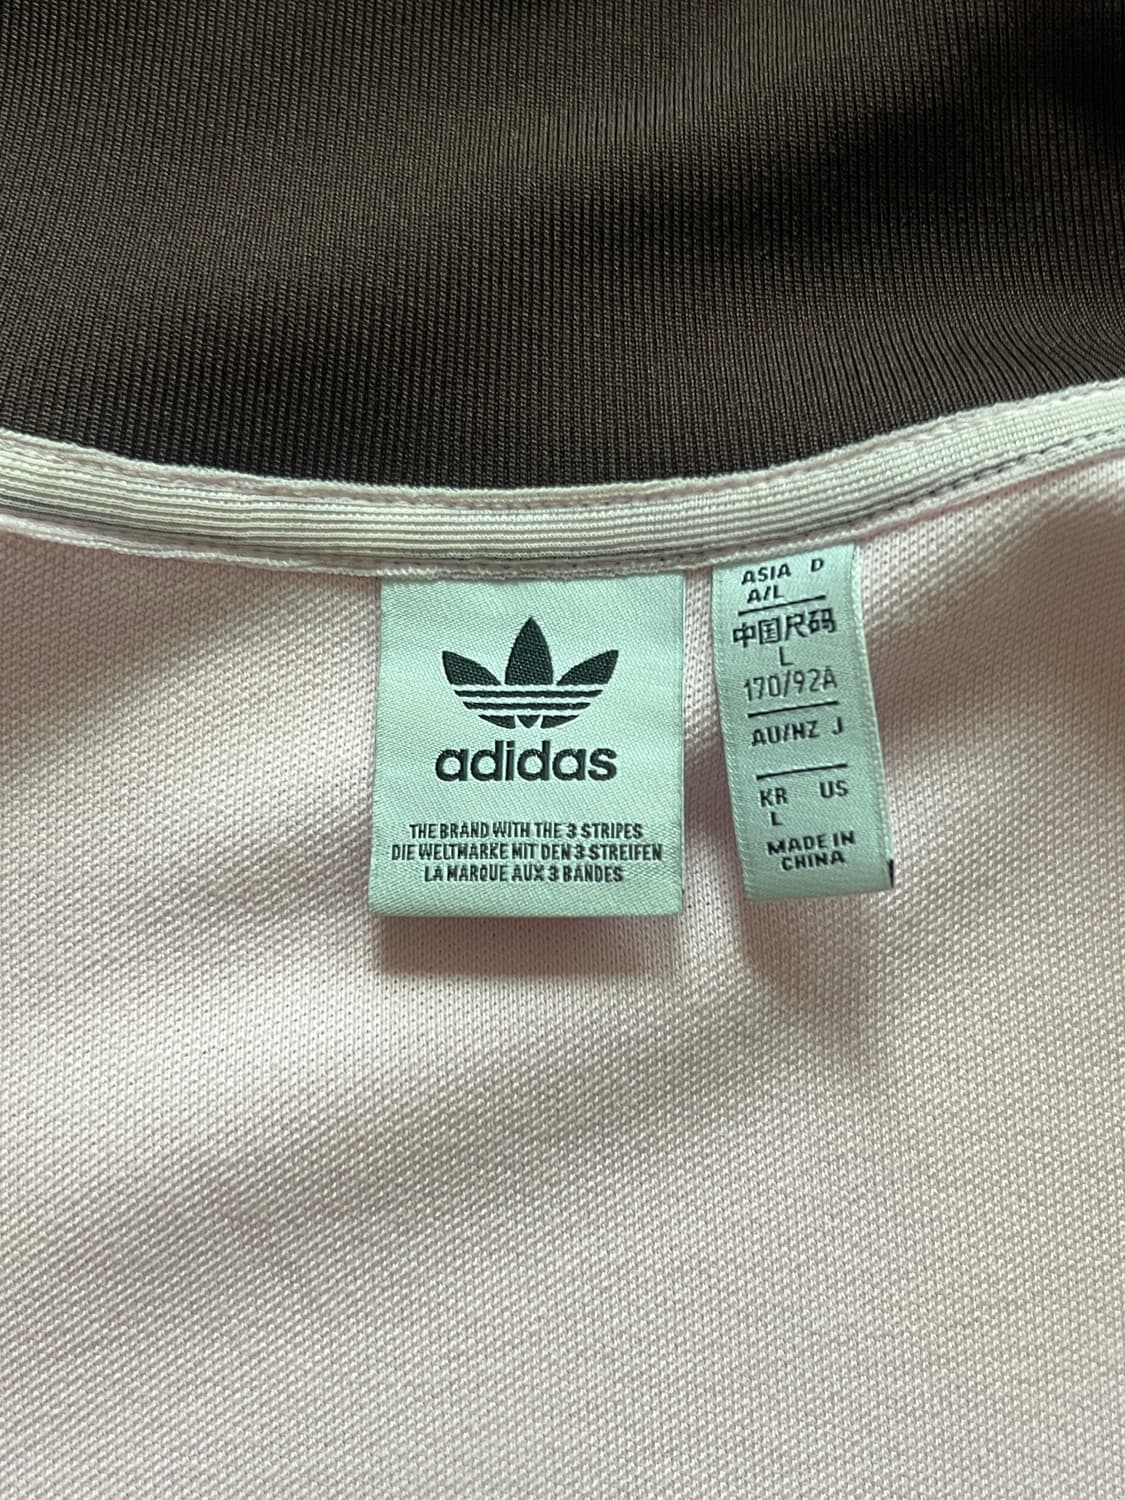 adidas
THE BRAND WITH THE 3 STRIPES
DIE WELTMARKE MIT DEN 3 STREIFEN
LA MARQUE AUX 3 BANDES
ASIA D
A/L
中国尺码
L
170/92A
AU/NZ J
KR US
L
MADE IN
CHINA